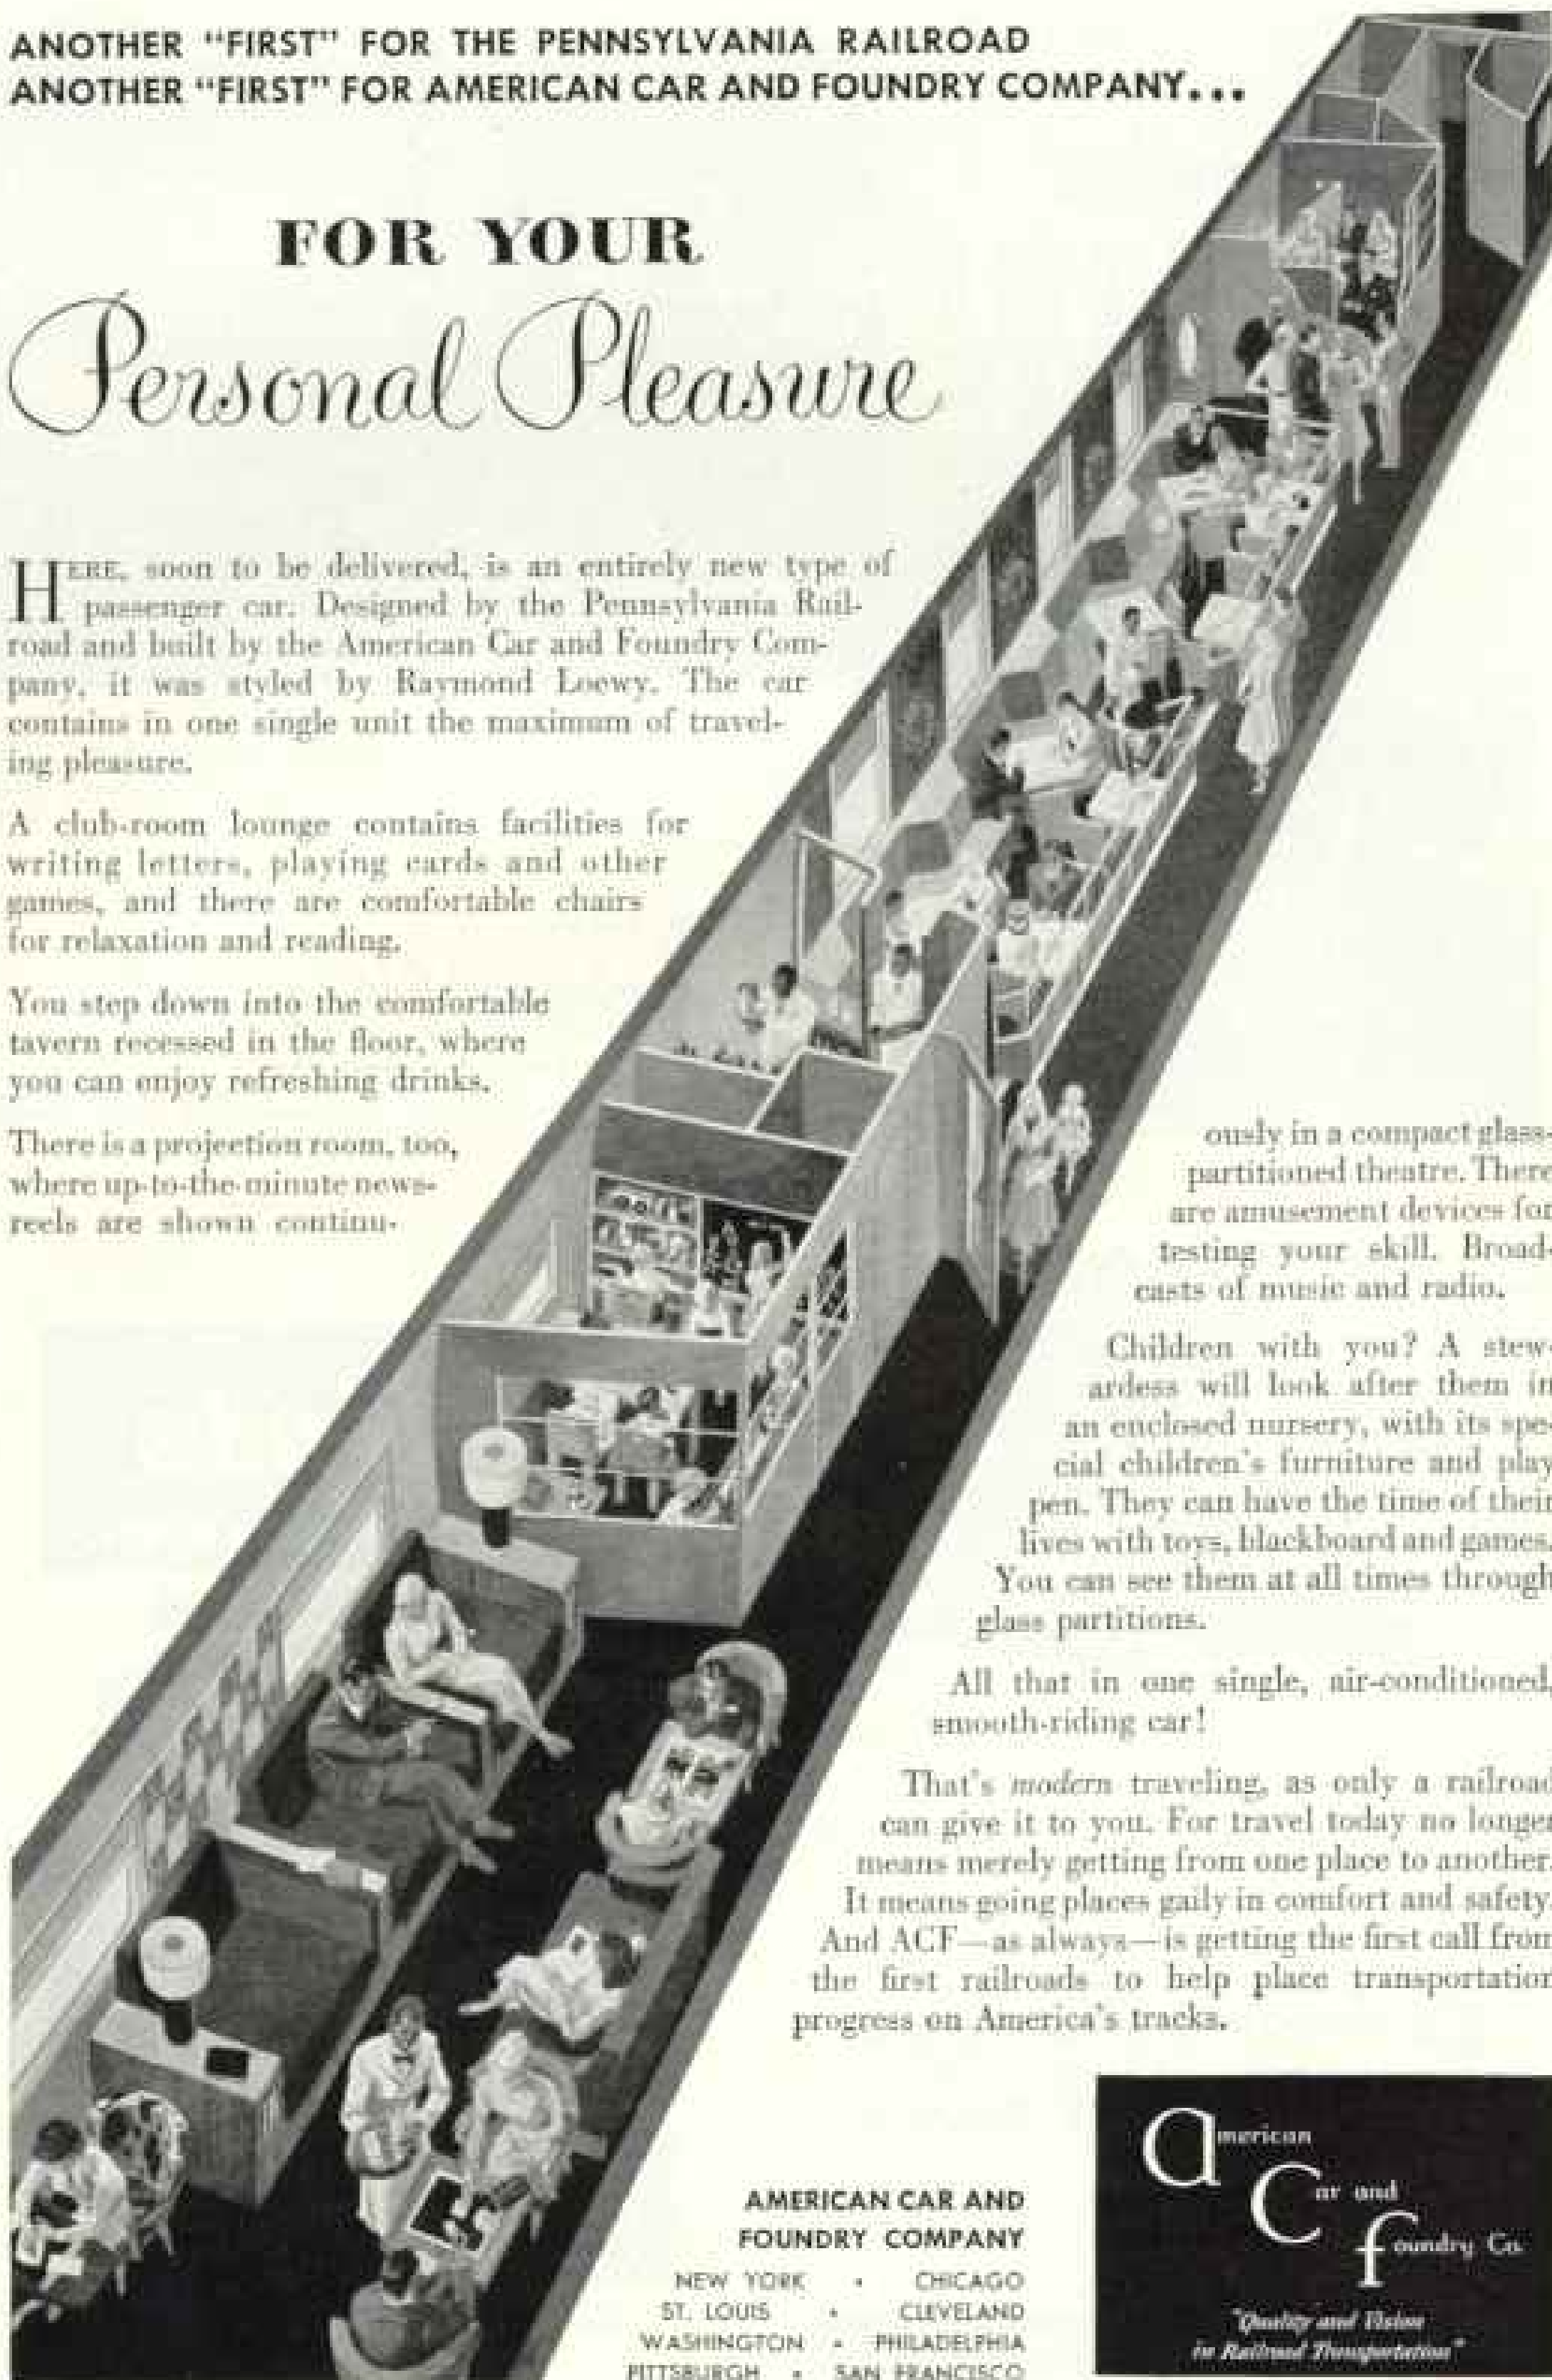 ANOTHER "FIRST" FOR THE PENNSYLVANIA RAILROAD
ANOTHER "FIRST" FOR AMERICAN CAR AND FOUNDRY COMPANY...
FOR YOUR
Personal Pleasure
HERE, soon to be delivered, is an entirely new type of
passenger car. Designed by the Pennsylvania Rail-
road and built by the American Car and Foundry Com-
pany, it was styled by Raymond Loewy. The car
contains in one single unit the maximum of travel-
ing pleasure.
A club-room lounge contains facilities for
writing letters, playing cards and other
games, and there are comfortable chairs
for relaxation and reading.
You step down into the comfortable
tavern recessed in the floor, where
you can enjoy refreshing drinks.
There is a projection room, too,
where up-to-the-minute news-
reels are shown continu-
ously in a compact glass-
partitioned theatre. There
are amusement devices for
testing your skill. Broad-
casts of music and radio.
Children with you? A stew-
ardess will look after them in
an enclosed nursery, with its spe-
cial children's furniture and play
pen. They can have the time of their
lives with toys, blackboard and games.
You can see them at all times through
glass partitions.
All that in one single, air-conditioned,
smooth-riding car!
That's modern traveling, as only a railroad
can give it to you. For travel today no longer
means merely getting from one place to another.
It means going places gaily in comfort and safety.
And ACF—as always—is getting the first call from
the first railroads to help place transportation
progress on America's tracks.
AMERICAN CAR AND
FOUNDRY COMPANY
NEW YORK • CHICAGO
ST. LOUIS • CLEVELAND
WASHINGTON • PHILADELPHIA
PITTSBURGH • SAN FRANCISCO
american
Car and
foundry Co.
"Quality and Vision
in Railroad Transportation"